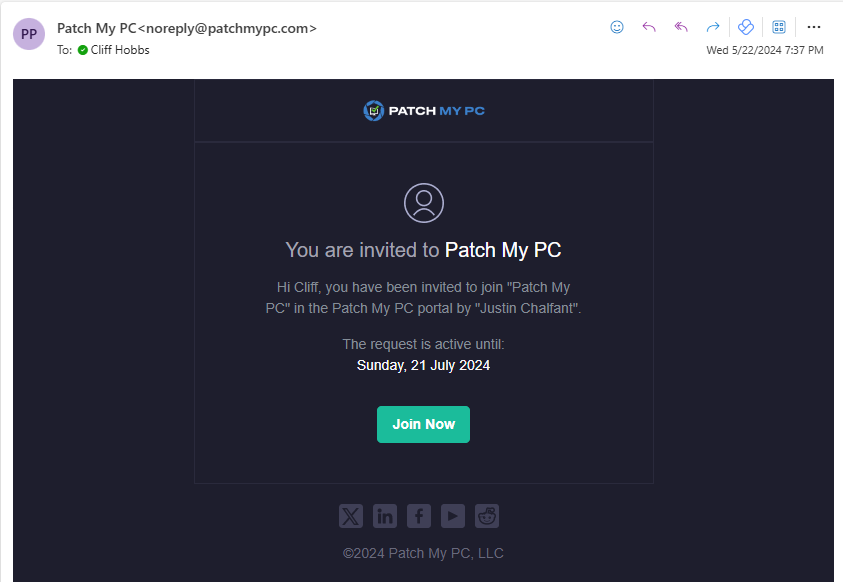 PP
Patch My PC<noreply@patchmypc.com>
To: Cliff Hobbs
Wed 5/22/2024 7:37 PM
PATCH MY PC
You are invited to Patch My PC
Hi Cliff, you have been invited to join "Patch My
PC" in the Patch My PC portal by "Justin Chalfant".
The request is active until:
Sunday, 21 July 2024
Join Now
©2024 Patch My PC, LLC